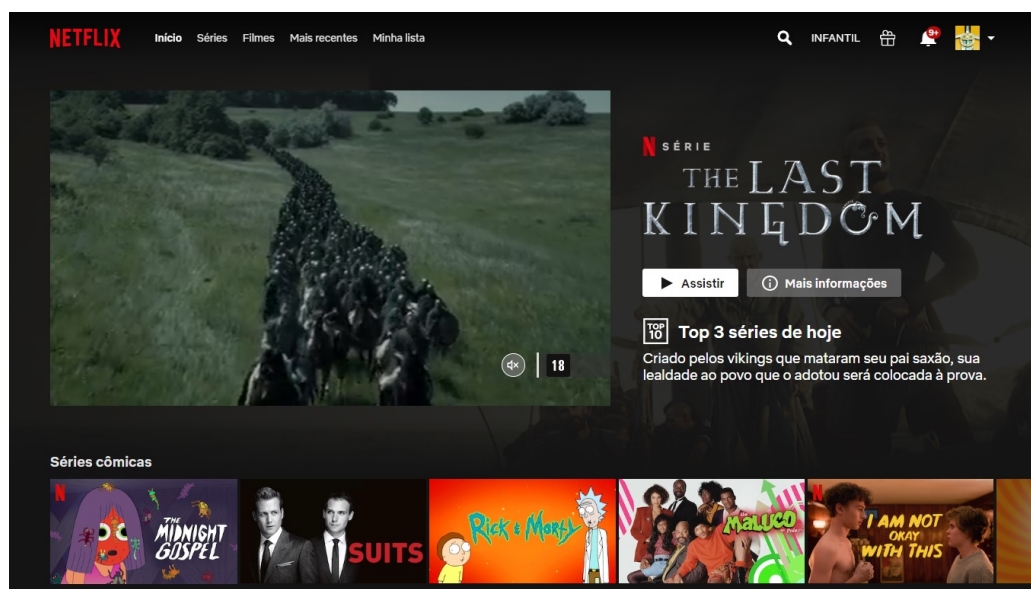 NETFLIX Início Séries Filmes Mais recentes Minha lista INFANTIL 9+
N SÉRIE
THE LAST
KINGDOM
Assistir Mais informações
TOP 10 Top 3 séries de hoje
Criado pelos vikings que mataram seu pai saxão, sua
lealdade ao povo que o adotou será colocada à prova.
18
Séries cômicas
N
THE
MIDNIGHT
GOSPEL
SUITS
Rick & Morty
MALUCO
N
I AM NOT
OKAY
WITH THIS